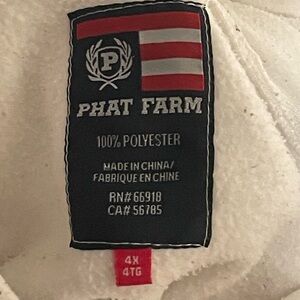 P
PHAT FARM
100% POLYESTER
MADE IN CHINA/
FABRIQUE EN CHINE
RN# 66918
CA# 56785
4X
4TG